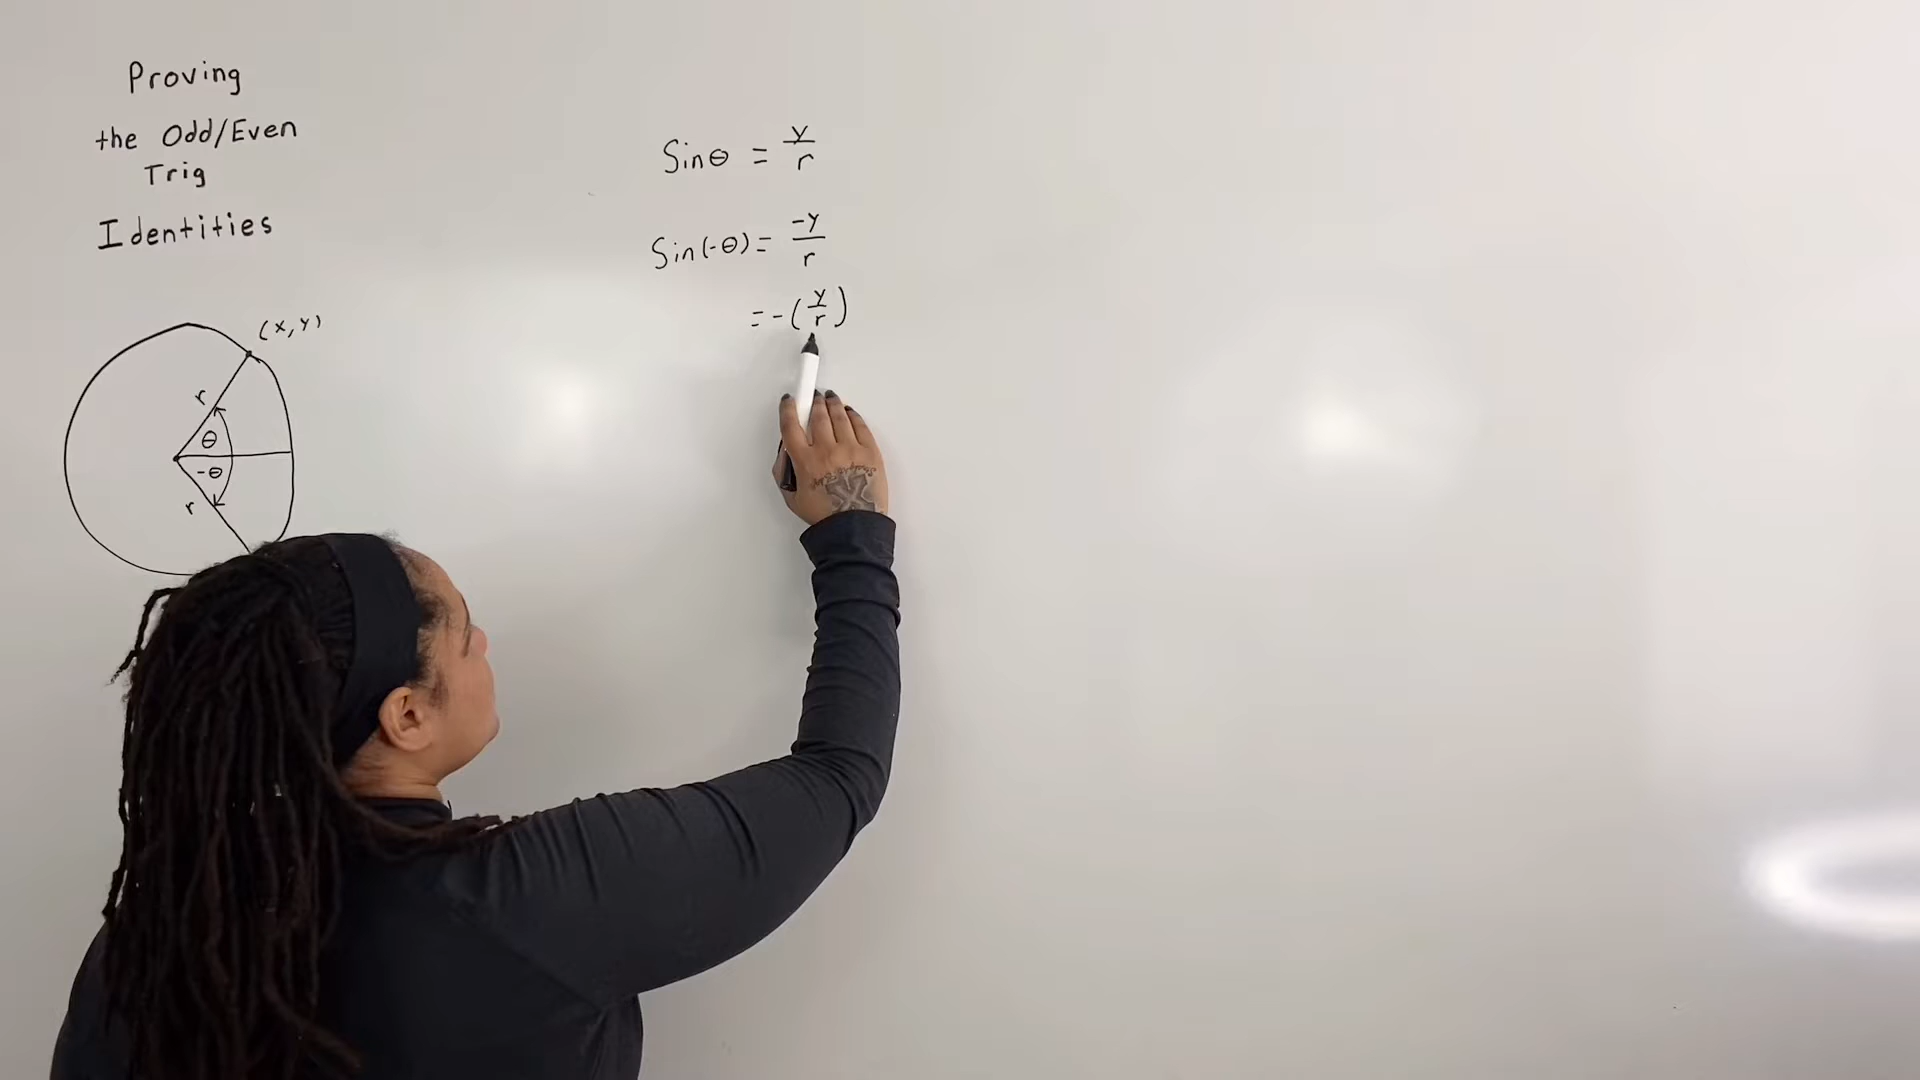 Proving
the Odd/Even
Trig
Identities
(x, y)
r
θ
-θ
r
Sinθ = y/r
Sin(-θ) = -y/r
= -(y/r)